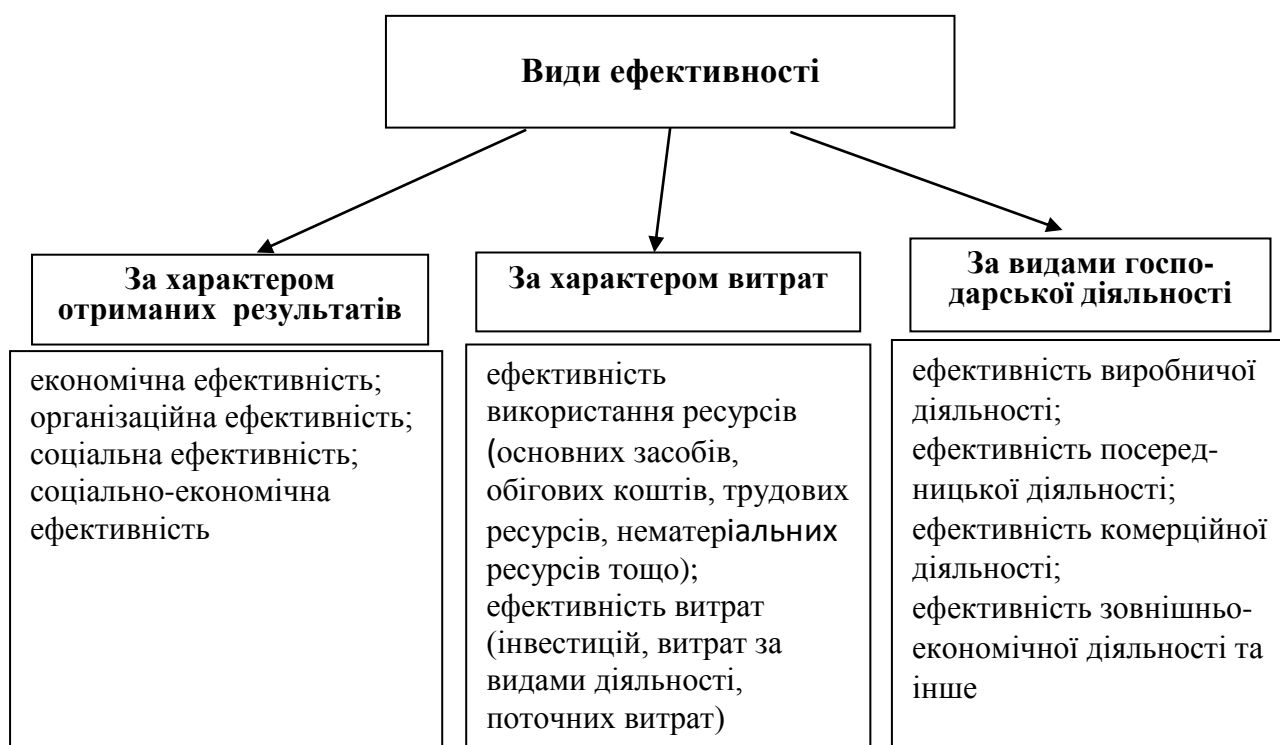 Види ефективності
За характером
отриманих результатів
економічна ефективність;
організаційна ефективність;
соціальна ефективність;
соціально-економічна
ефективність
За характером витрат
ефективність
використання ресурсів
(основних засобів,
обігових коштів, трудових
ресурсів, нематеріальних
ресурсів тощо);
ефективність витрат
(інвестицій, витрат за
видами діяльності,
поточних витрат)
За видами госпо-
дарської діяльності
ефективність виробничої
діяльності;
ефективність посеред-
ницької діяльності;
ефективність комерційної
діяльності;
ефективність зовнішньо-
економічної діяльності та
інше